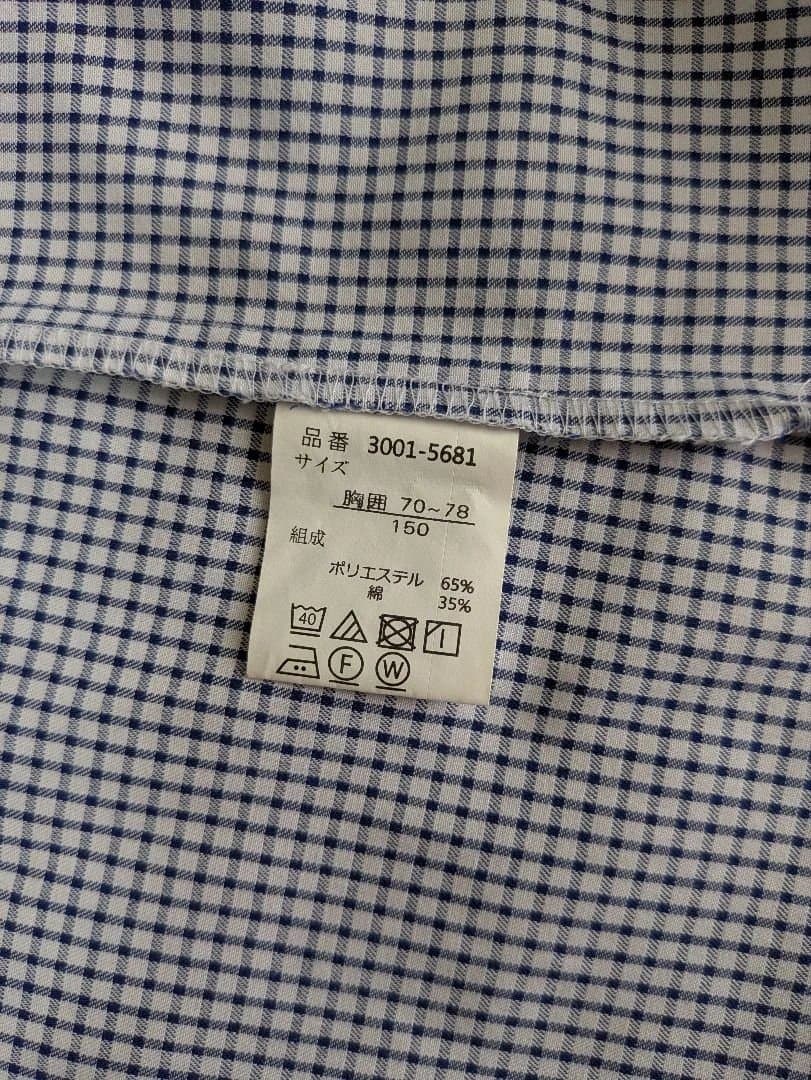 品番 3001-5681
サイズ
胸囲 70~78
150
組成
ポリエステル 65%
綿 35%
40
F W